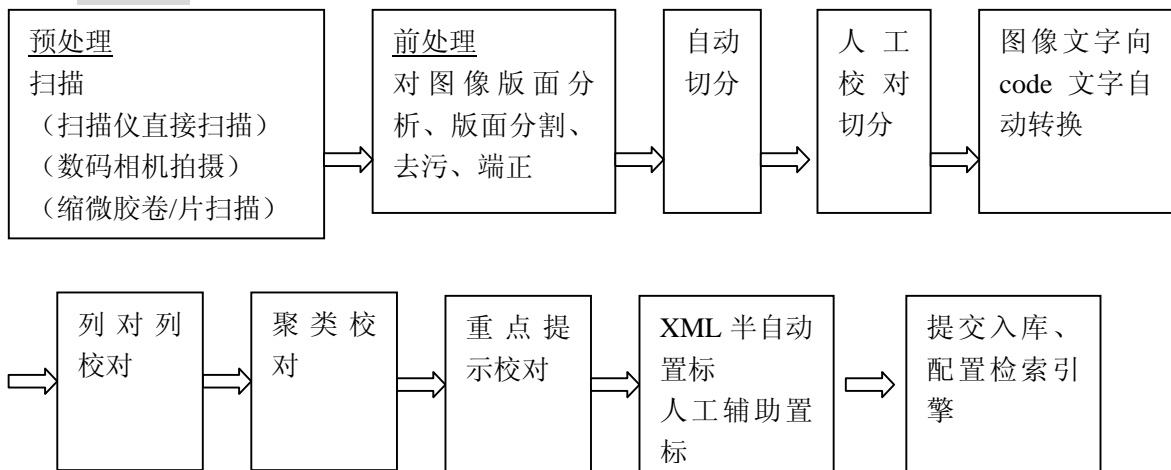 预处理
扫描
（扫描仪直接扫描）
（数码相机拍摄）
（缩微胶卷/片扫描）
前处理
对图像版面分
析、版面分割、
去污、端正
自动
切分
人工
校对
切分
图像文字向
code 文字自
动转换
列对列
校对
聚类校
对
重点提
示校对
XML 半自动
置标
人工辅助置
标
提交入库、
配置检索引
擎